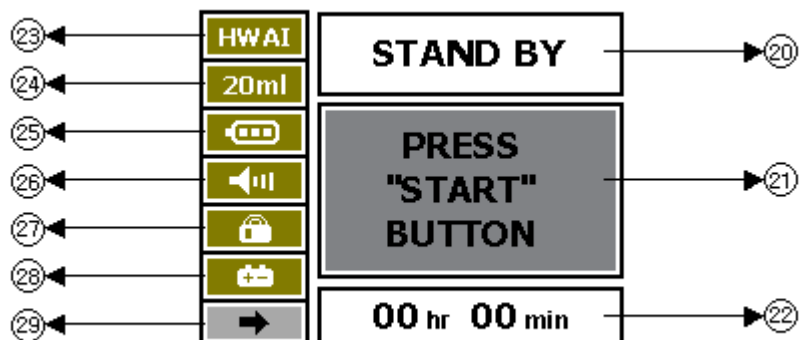 23
HWAI
STAND BY
20
24
20ml
25
PRESS
"START"
BUTTON
21
26
27
28
29
00 hr 00 min
22